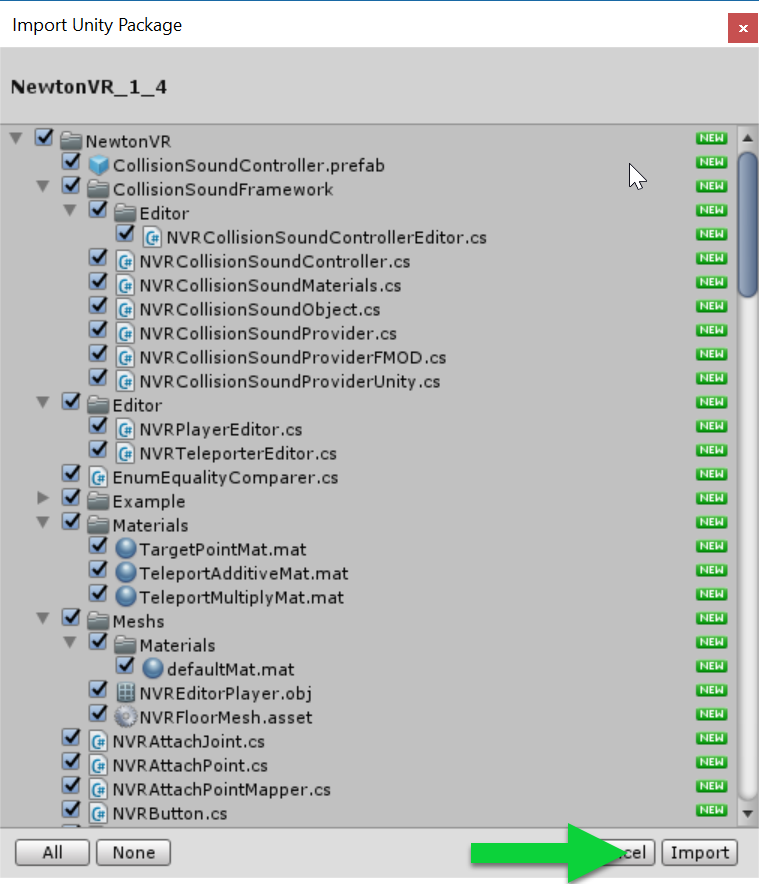 Import Unity Package
x
NewtonVR_1_4
NewtonVR NEW
CollisionSoundController.prefab NEW
CollisionSoundFramework NEW
Editor NEW
C# NVRCollisionSoundControllerEditor.cs NEW
C# NVRCollisionSoundController.cs NEW
C# NVRCollisionSoundMaterials.cs NEW
C# NVRCollisionSoundObject.cs NEW
C# NVRCollisionSoundProvider.cs NEW
C# NVRCollisionSoundProviderFMOD.cs NEW
C# NVRCollisionSoundProviderUnity.cs NEW
Editor NEW
C# NVRPlayerEditor.cs NEW
C# NVRTeleporterEditor.cs NEW
C# EnumEqualityComparer.cs NEW
Example NEW
Materials NEW
TargetPointMat.mat NEW
TeleportAdditiveMat.mat NEW
TeleportMultiplyMat.mat NEW
Meshs NEW
Materials NEW
defaultMat.mat NEW
NVREditorPlayer.obj NEW
NVRFloorMesh.asset NEW
C# NVRAttachJoint.cs NEW
C# NVRAttachPoint.cs NEW
C# NVRAttachPointMapper.cs NEW
C# NVRButton.cs NEW
All None Import